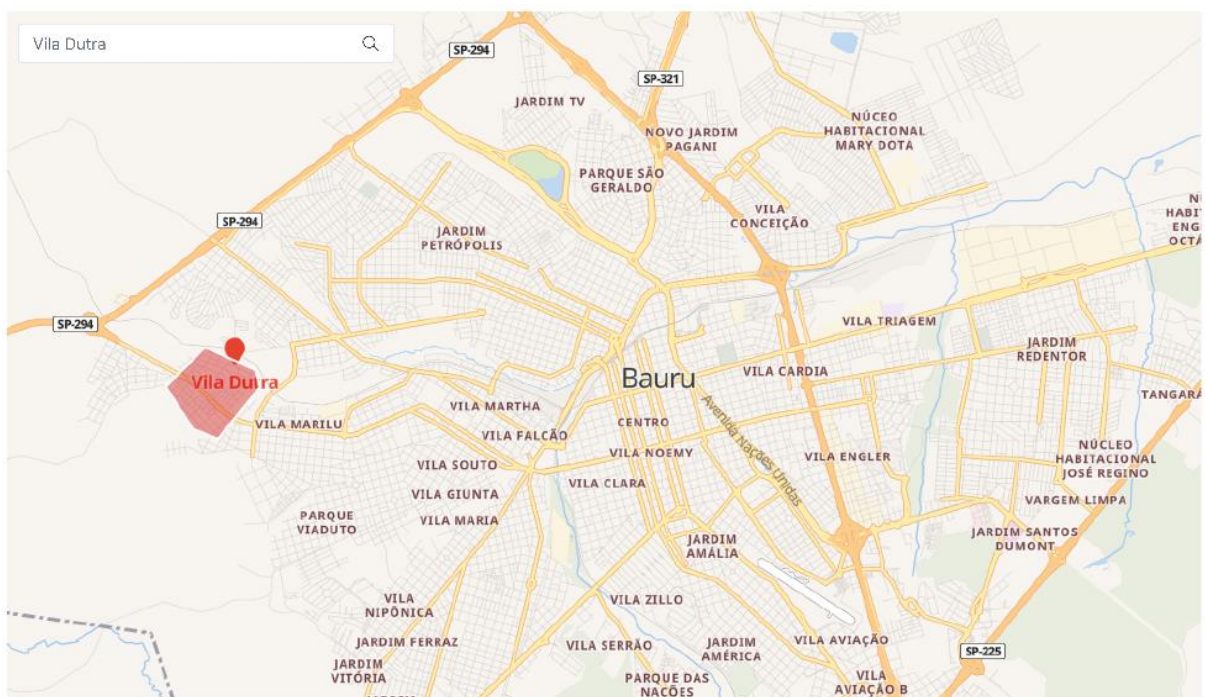 Vila Dutra
SP-294
SP-321
JARDIM TV
NOVO JARDIM
PAGANI
NÚCEO
HABITACIONAL
MARY DOTA
PARQUE SÃO
GERALDO
VILA
CONCEIÇÃO
SP-294
JARDIM
PETRÓPOLIS
SP-294
VILA TRIAGEM
JARDIM
REDENTOR
Vila Dutra
Bauru
VILA CARDIA
VILA MARTHA
VILA MARILU
CENTRO
VILA FALCÃO
Avenida Nações Unidas
VILA NOEMY
VILA ENGLER
NÚCLEO
HABITACIONAL
JOSÉ REGINO
VILA SOUTO
VILA CLARA
VILA GIUNTA
VARGEM LIMPA
PARQUE
VIADUTO
VILA MARIA
JARDIM
AMÁLIA
JARDIM SANTOS
DUMONT
VILA
NIPÔNICA
VILA ZILLO
JARDIM FERRAZ
VILA SERRÃO
JARDIM
AMÉRICA
VILA AVIAÇÃO
SP-225
JARDIM
VITÓRIA
PARQUE DAS
NAÇÕES
VILA
AVIAÇÃO B